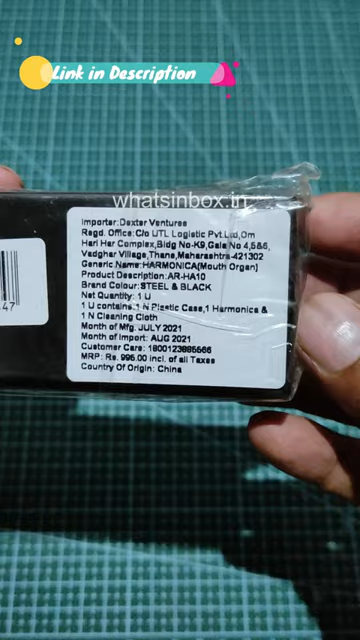 Link in Description
whatsinbox.in
Importer:Dexter Ventures
Regd. Office:C/o UTL Logistic Pvt.Ltd,Om
Hari Har Complex,Bldg No-K9,Gala No 4,5&6,
Vadghar Village,Thane,Maharashtra-421302
Generic Name:HARMONICA(Mouth Organ)
Product Description:AR-HA10
Brand Colour:STEEL & BLACK
Net Quantity: 1 U
1 U contains:1 N Plastic Case,1 Harmonica &
1 N Cleaning Cloth
Month of Mfg. JULY 2021
Month of Import: AUG 2021
Customer Care: 1800123885566
MRP: Rs. 995.00 incl. of all Taxes
Country Of Origin: China
47